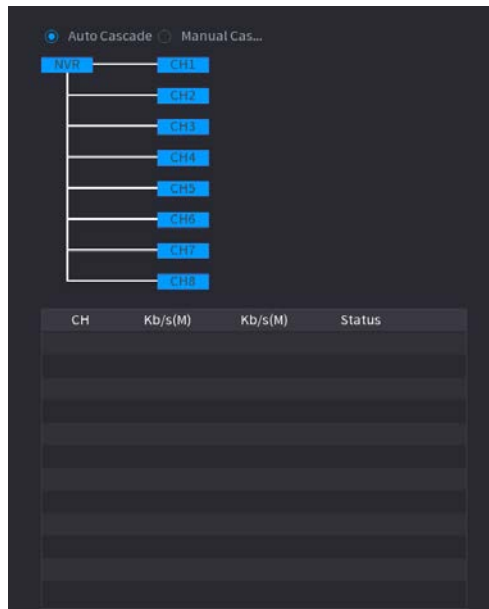 Auto Cascade Manual Cas...
NVR CH1
CH2
CH3
CH4
CH5
CH6
CH7
CH8
CH Kb/s(M) Kb/s(M) Status